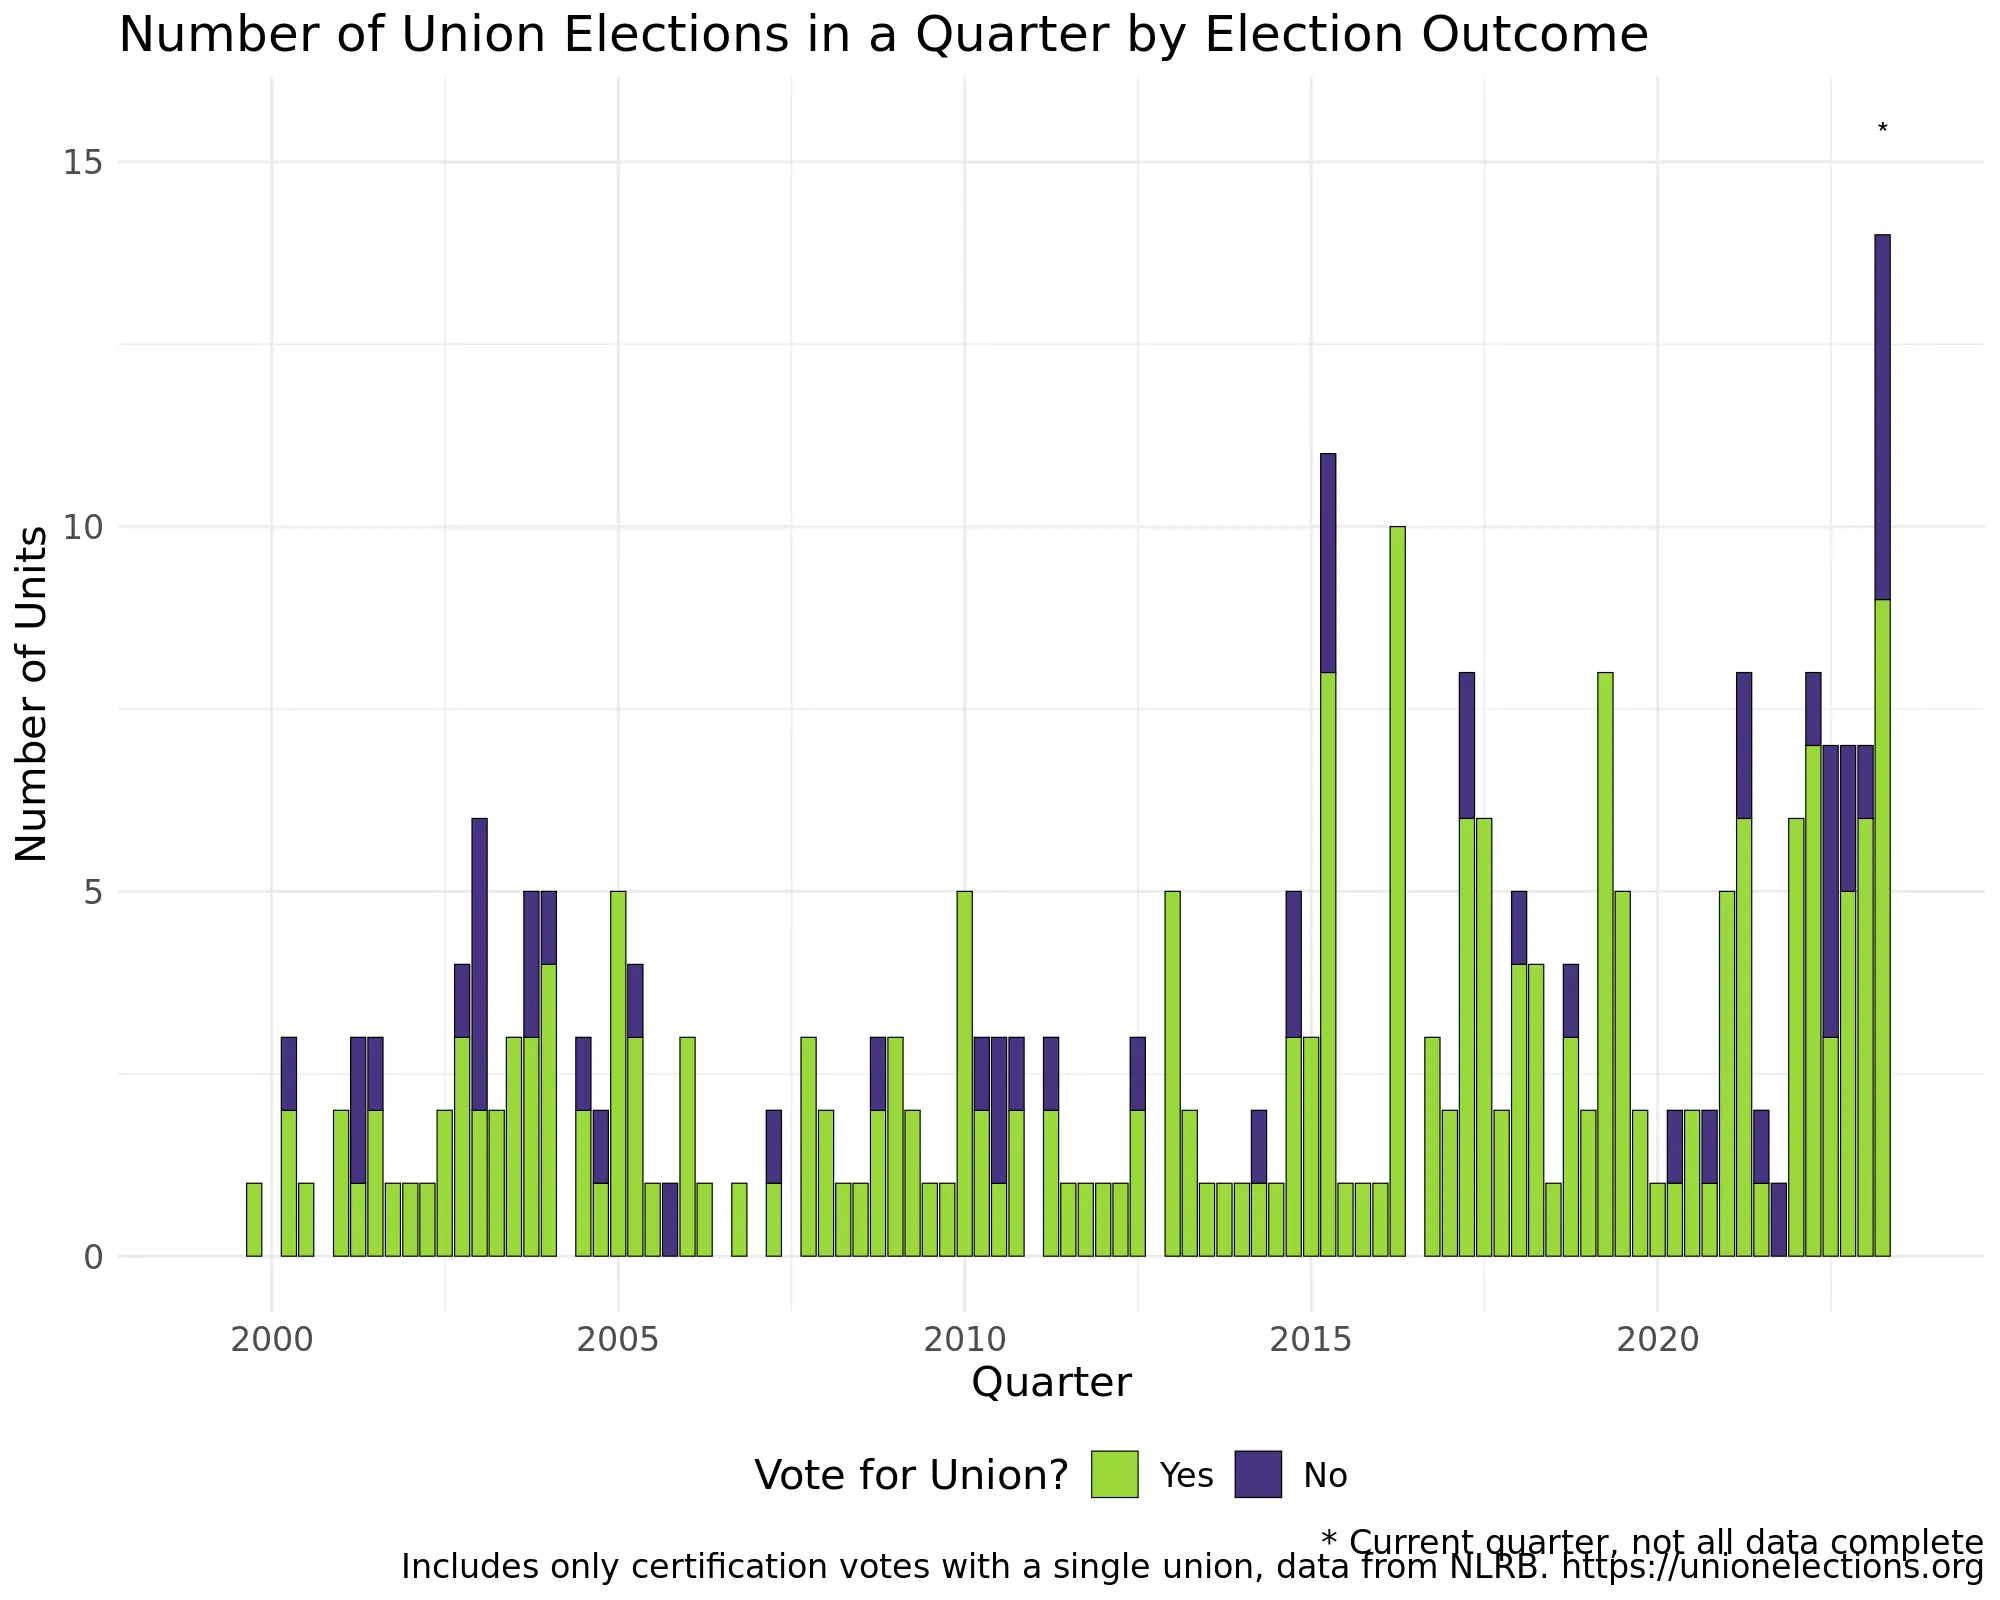 Number of Union Elections in a Quarter by Election Outcome
*
15
10
5
0
Number of Units
2000 2005 2010 2015 2020
Quarter
Vote for Union? Yes No
* Current quarter, not all data complete
Includes only certification votes with a single union, data from NLRB. https://unionelections.org